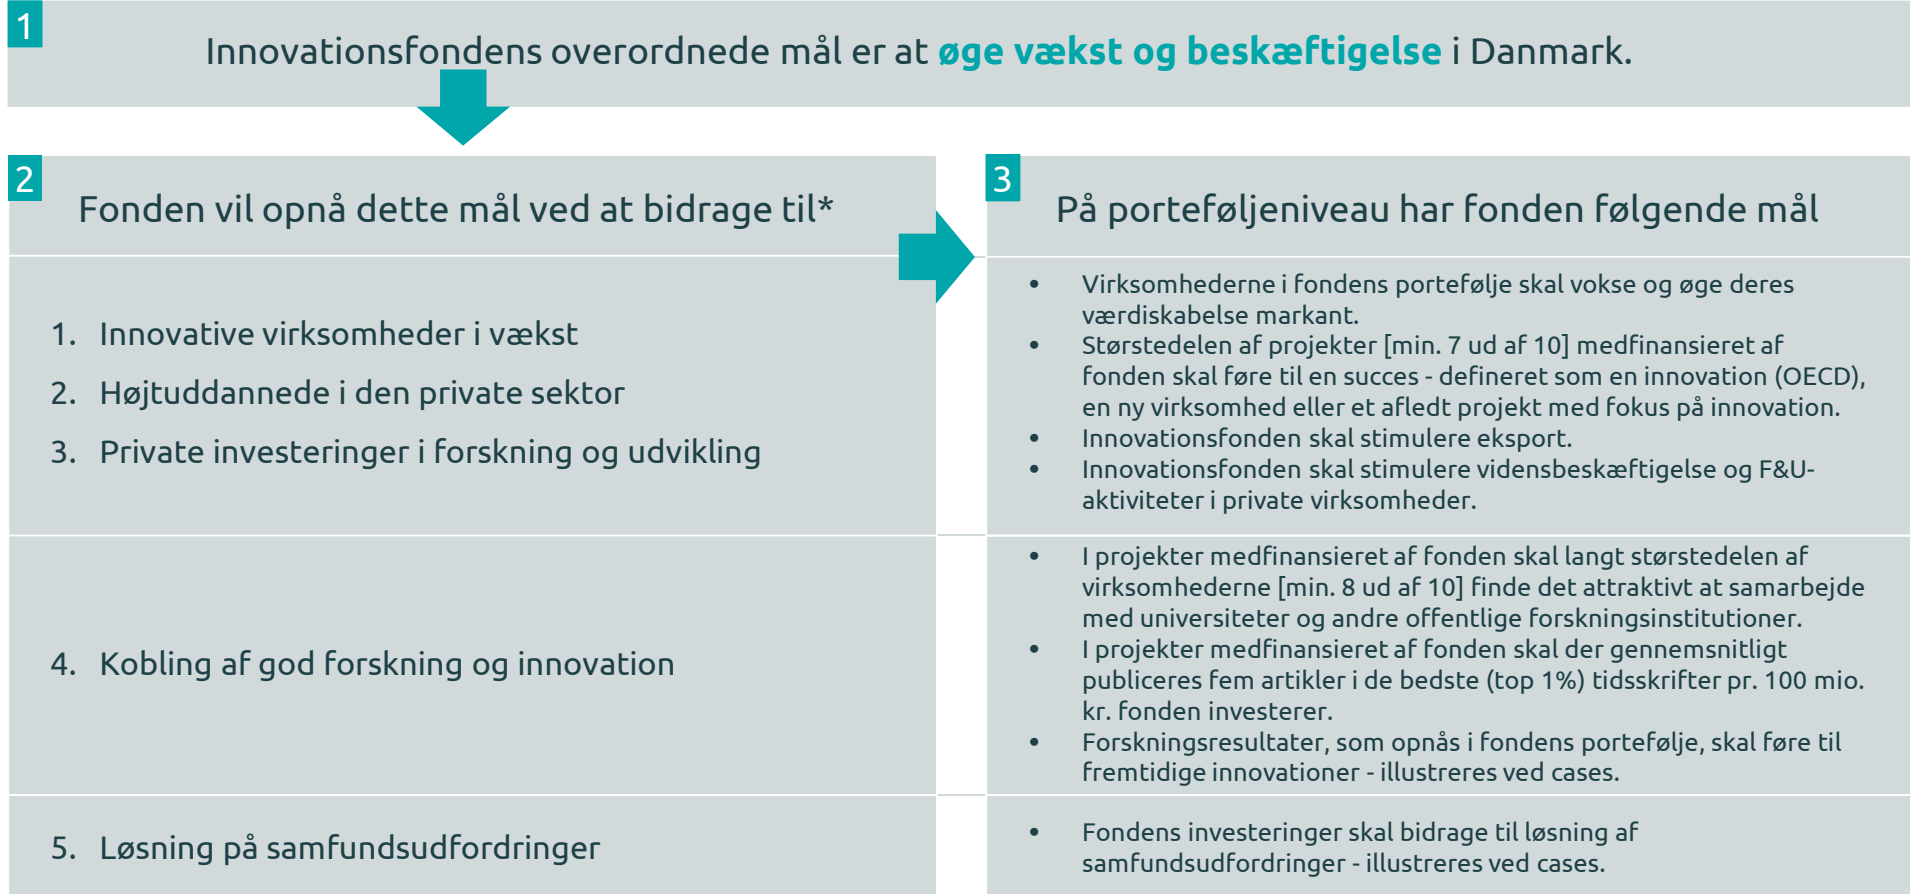 1
Innovationsfondens overordnede mål er at øge vækst og beskæftigelse i Danmark.
2
Fonden vil opnå dette mål ved at bidrage til*
1. Innovative virksomheder i vækst
2. Højtuddannede i den private sektor
3. Private investeringer i forskning og udvikling
4. Kobling af god forskning og innovation
5. Løsning på samfundsudfordringer
3
På porteføljeniveau har fonden følgende mål
• Virksomhederne i fondens portefølje skal vokse og øge deres
værdiskabelse markant.
• Størstedelen af projekter [min. 7 ud af 10] medfinansieret af
fonden skal føre til en succes - defineret som en innovation (OECD),
en ny virksomhed eller et afledt projekt med fokus på innovation.
• Innovationsfonden skal stimulere eksport.
• Innovationsfonden skal stimulere vidensbeskæftigelse og F&U-
aktiviteter i private virksomheder.
• I projekter medfinansieret af fonden skal langt størstedelen af
virksomhederne [min. 8 ud af 10] finde det attraktivt at samarbejde
med universiteter og andre offentlige forskningsinstitutioner.
• I projekter medfinansieret af fonden skal der gennemsnitligt
publiceres fem artikler i de bedste (top 1%) tidsskrifter pr. 100 mio.
kr. fonden investerer.
• Forskningsresultater, som opnås i fondens portefølje, skal føre til
fremtidige innovationer - illustreres ved cases.
• Fondens investeringer skal bidrage til løsning af
samfundsudfordringer - illustreres ved cases.